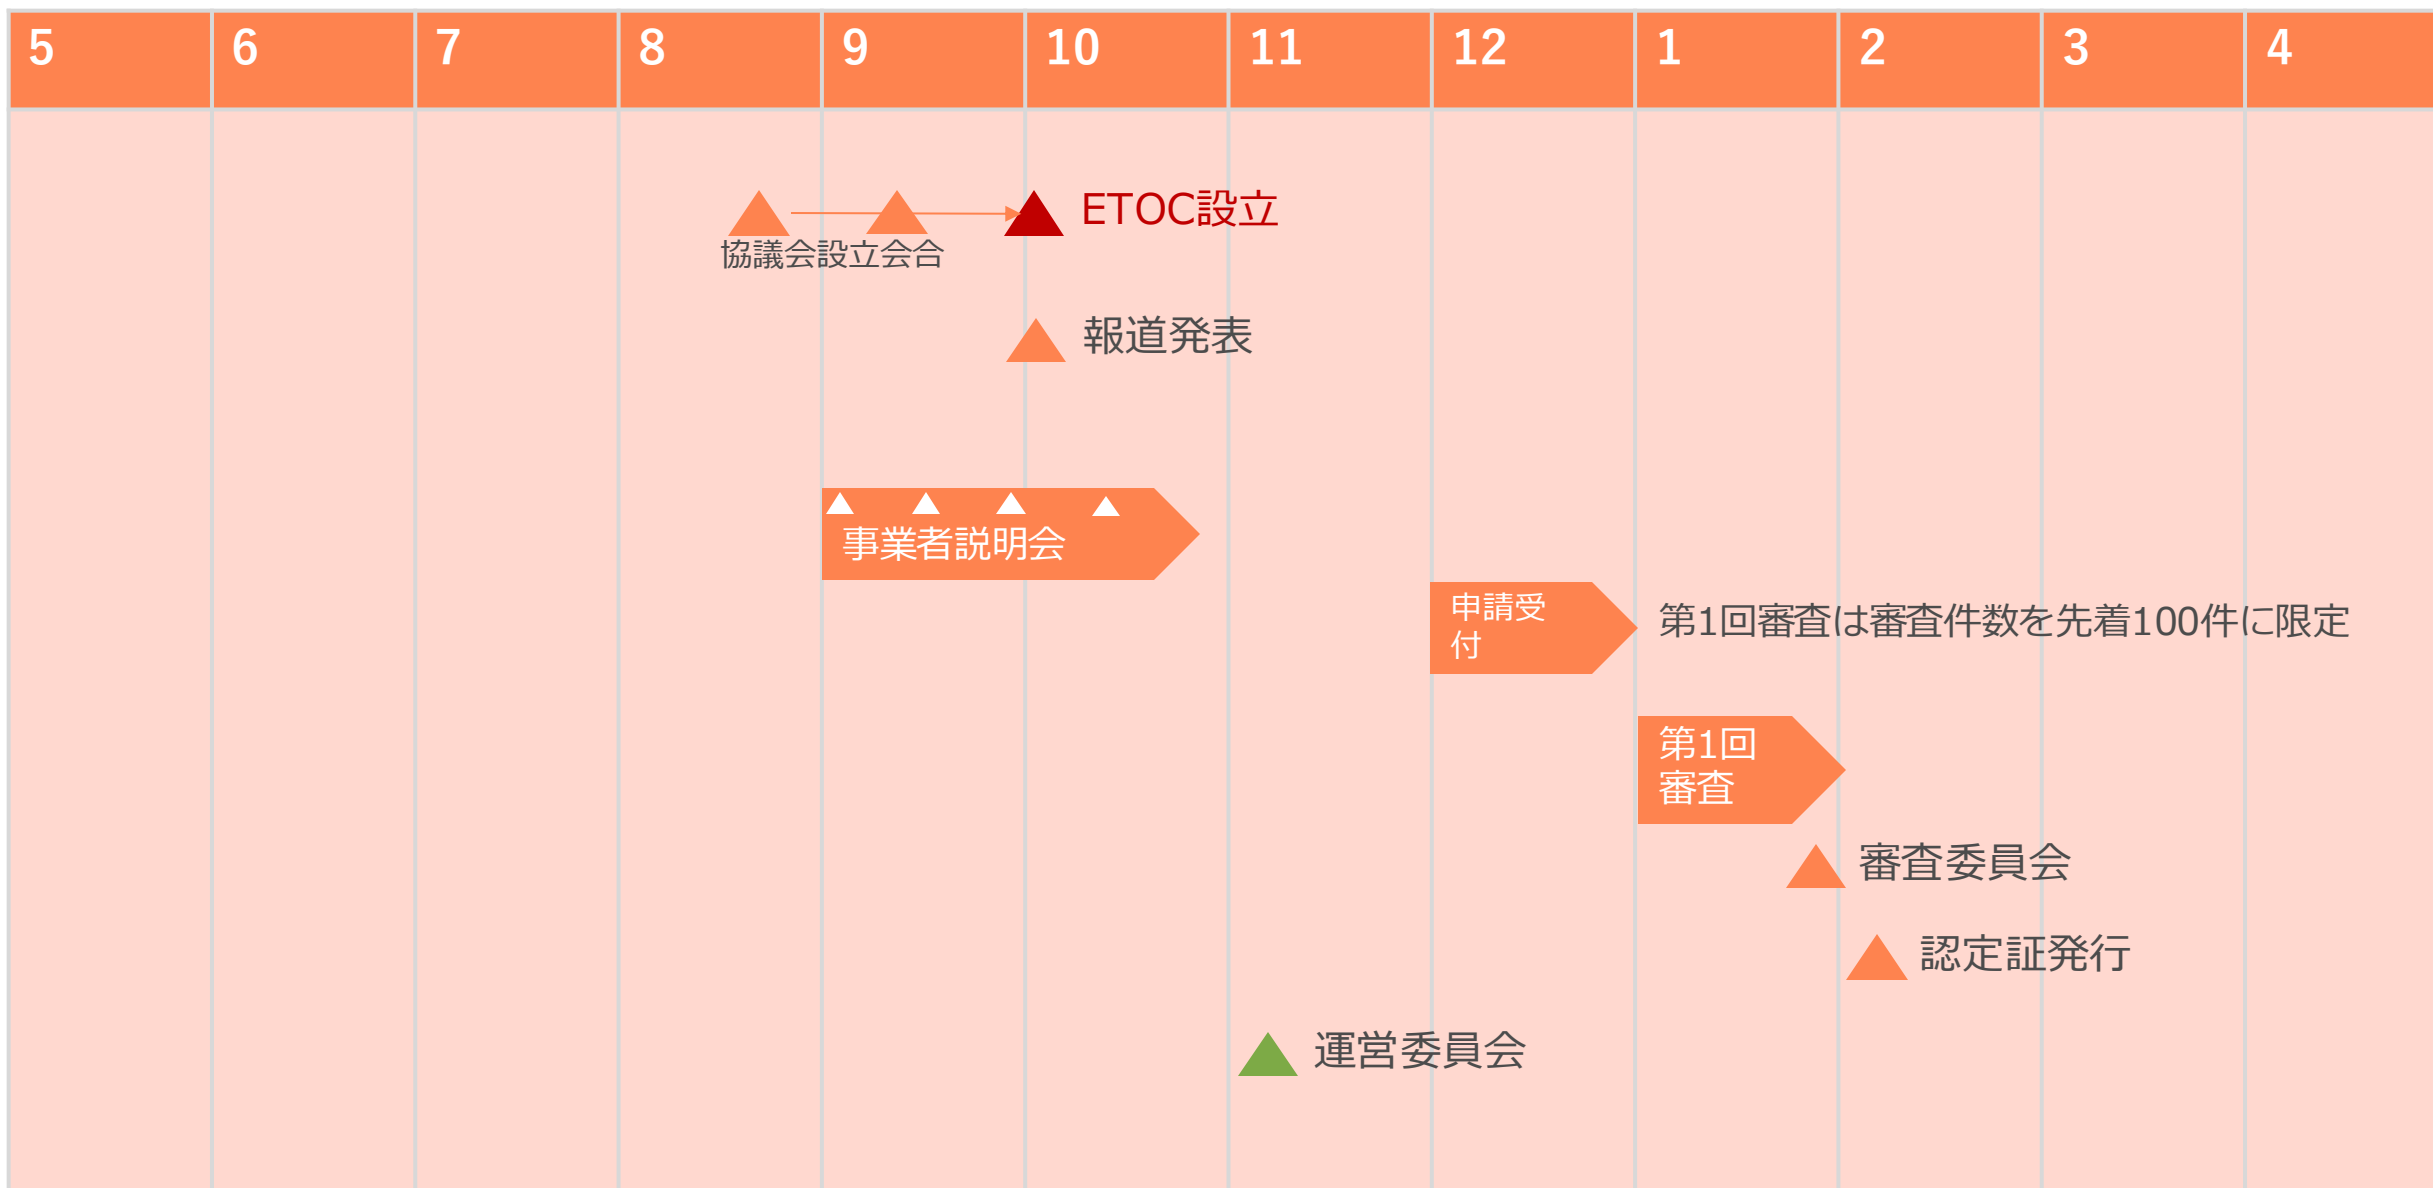 5 6 7 8 9 10 11 12 1 2 3 4
ETOC設立
協議会設立会合
報道発表
事業者説明会
申請受
付
第1回審査は審査件数を先着100件に限定
第1回
審査
審査委員会
認定証発行
運営委員会